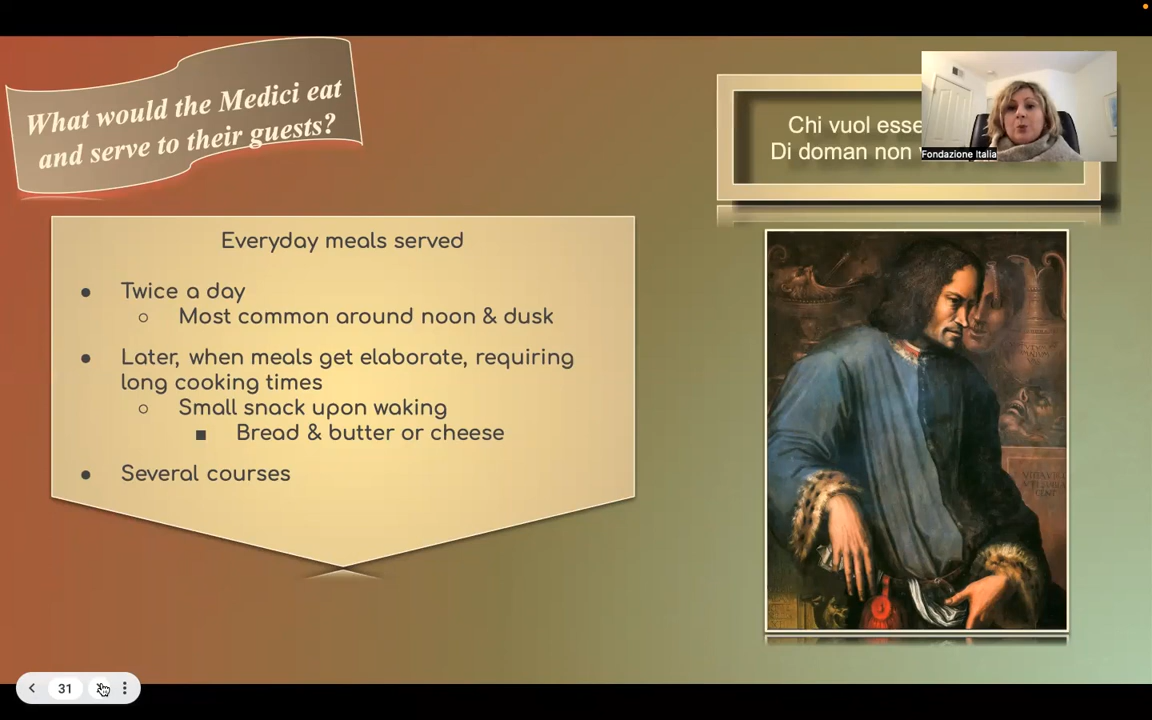 What would the Medici eat
and serve to their guests?
Chi vuol esse
Di doman non
Fondazione Italia
Everyday meals served
● Twice a day
○ Most common around noon & dusk
● Later, when meals get elaborate, requiring
long cooking times
○ Small snack upon waking
■ Bread & butter or cheese
● Several courses
31